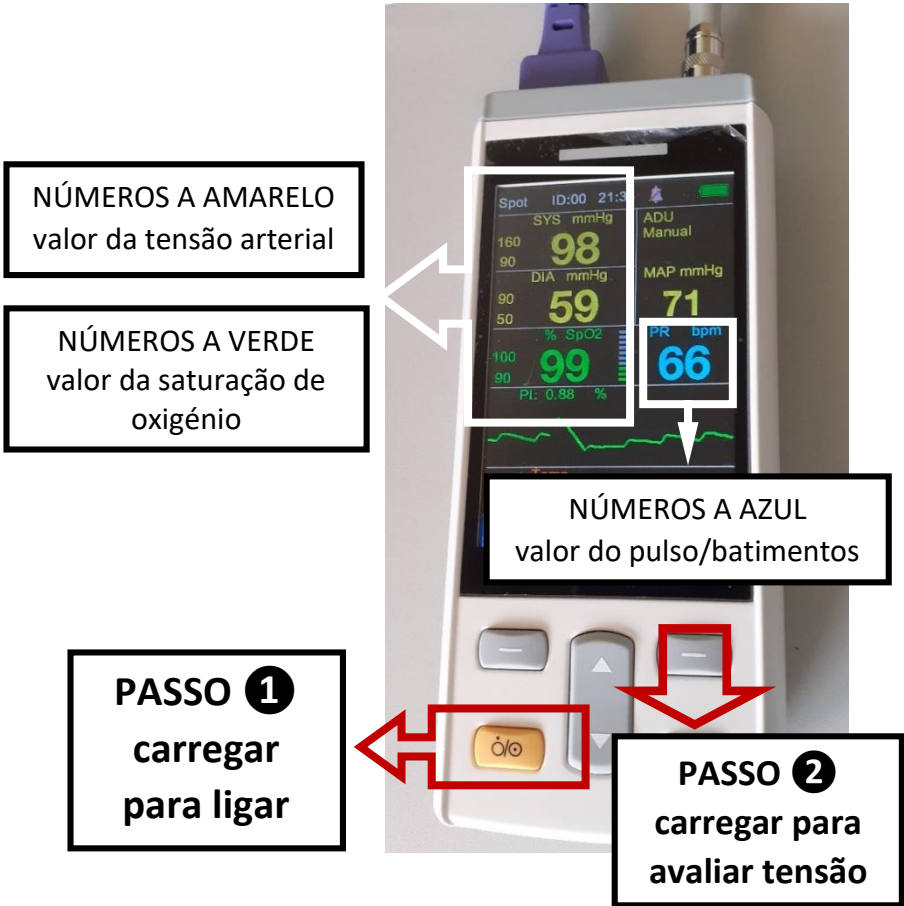 NÚMEROS A AMARELO
valor da tensão arterial
NÚMEROS A VERDE
valor da saturação de
oxigénio
Spot ID:00 21:3
SYS mmHg
160
90
98
ADU
Manual
DIA mmHg
90
50
59
MAP mmHg
71
% SpO2
100
90
99
PI: 0.88 %
PR bpm
66
NÚMEROS A AZUL
valor do pulso/batimentos
PASSO ❶
carregar
para ligar
PASSO ❷
carregar para
avaliar tensão